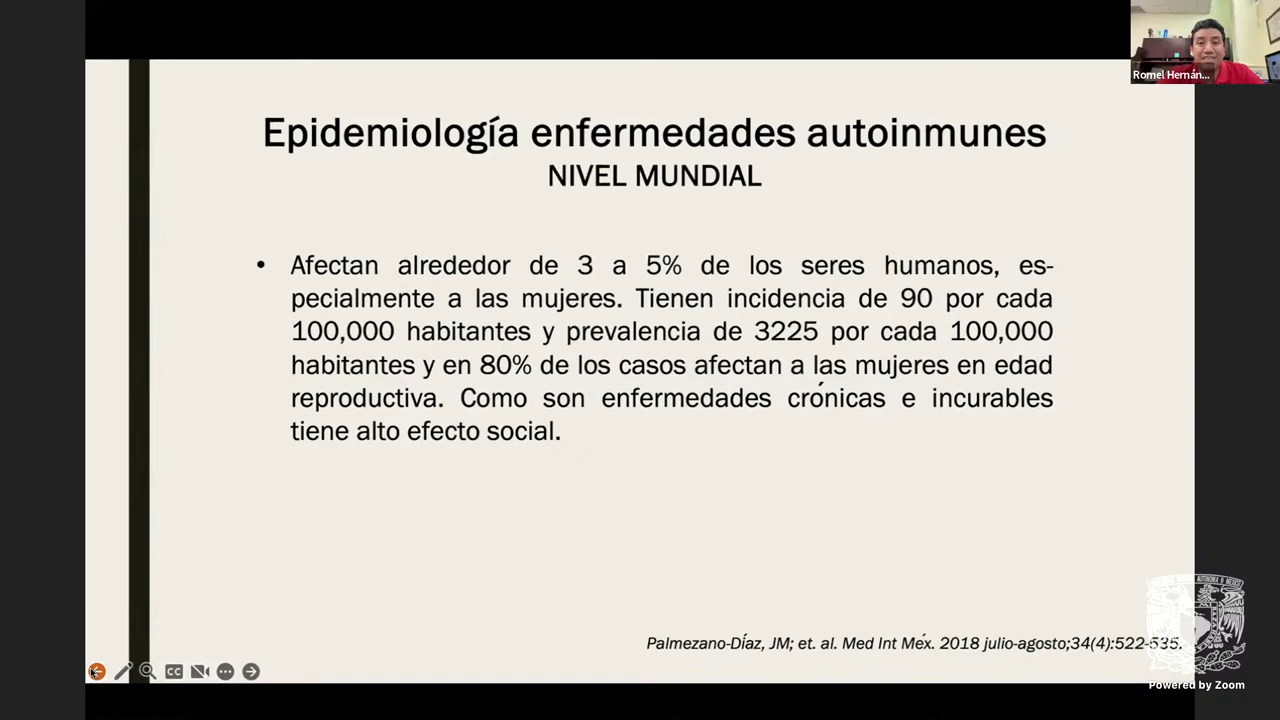 Romel Hernán...
Epidemiología enfermedades autoinmunes
NIVEL MUNDIAL
• Afectan alrededor de 3 a 5% de los seres humanos, es-
pecialmente a las mujeres. Tienen incidencia de 90 por cada
100,000 habitantes y prevalencia de 3225 por cada 100,000
habitantes y en 80% de los casos afectan a las mujeres en edad
reproductiva. Como son enfermedades crónicas e incurables
tiene alto efecto social.
Palmezano-Díaz, JM; et. al. Med Int Méx. 2018 julio-agosto;34(4):522-535.
CC
Powered by Zoom